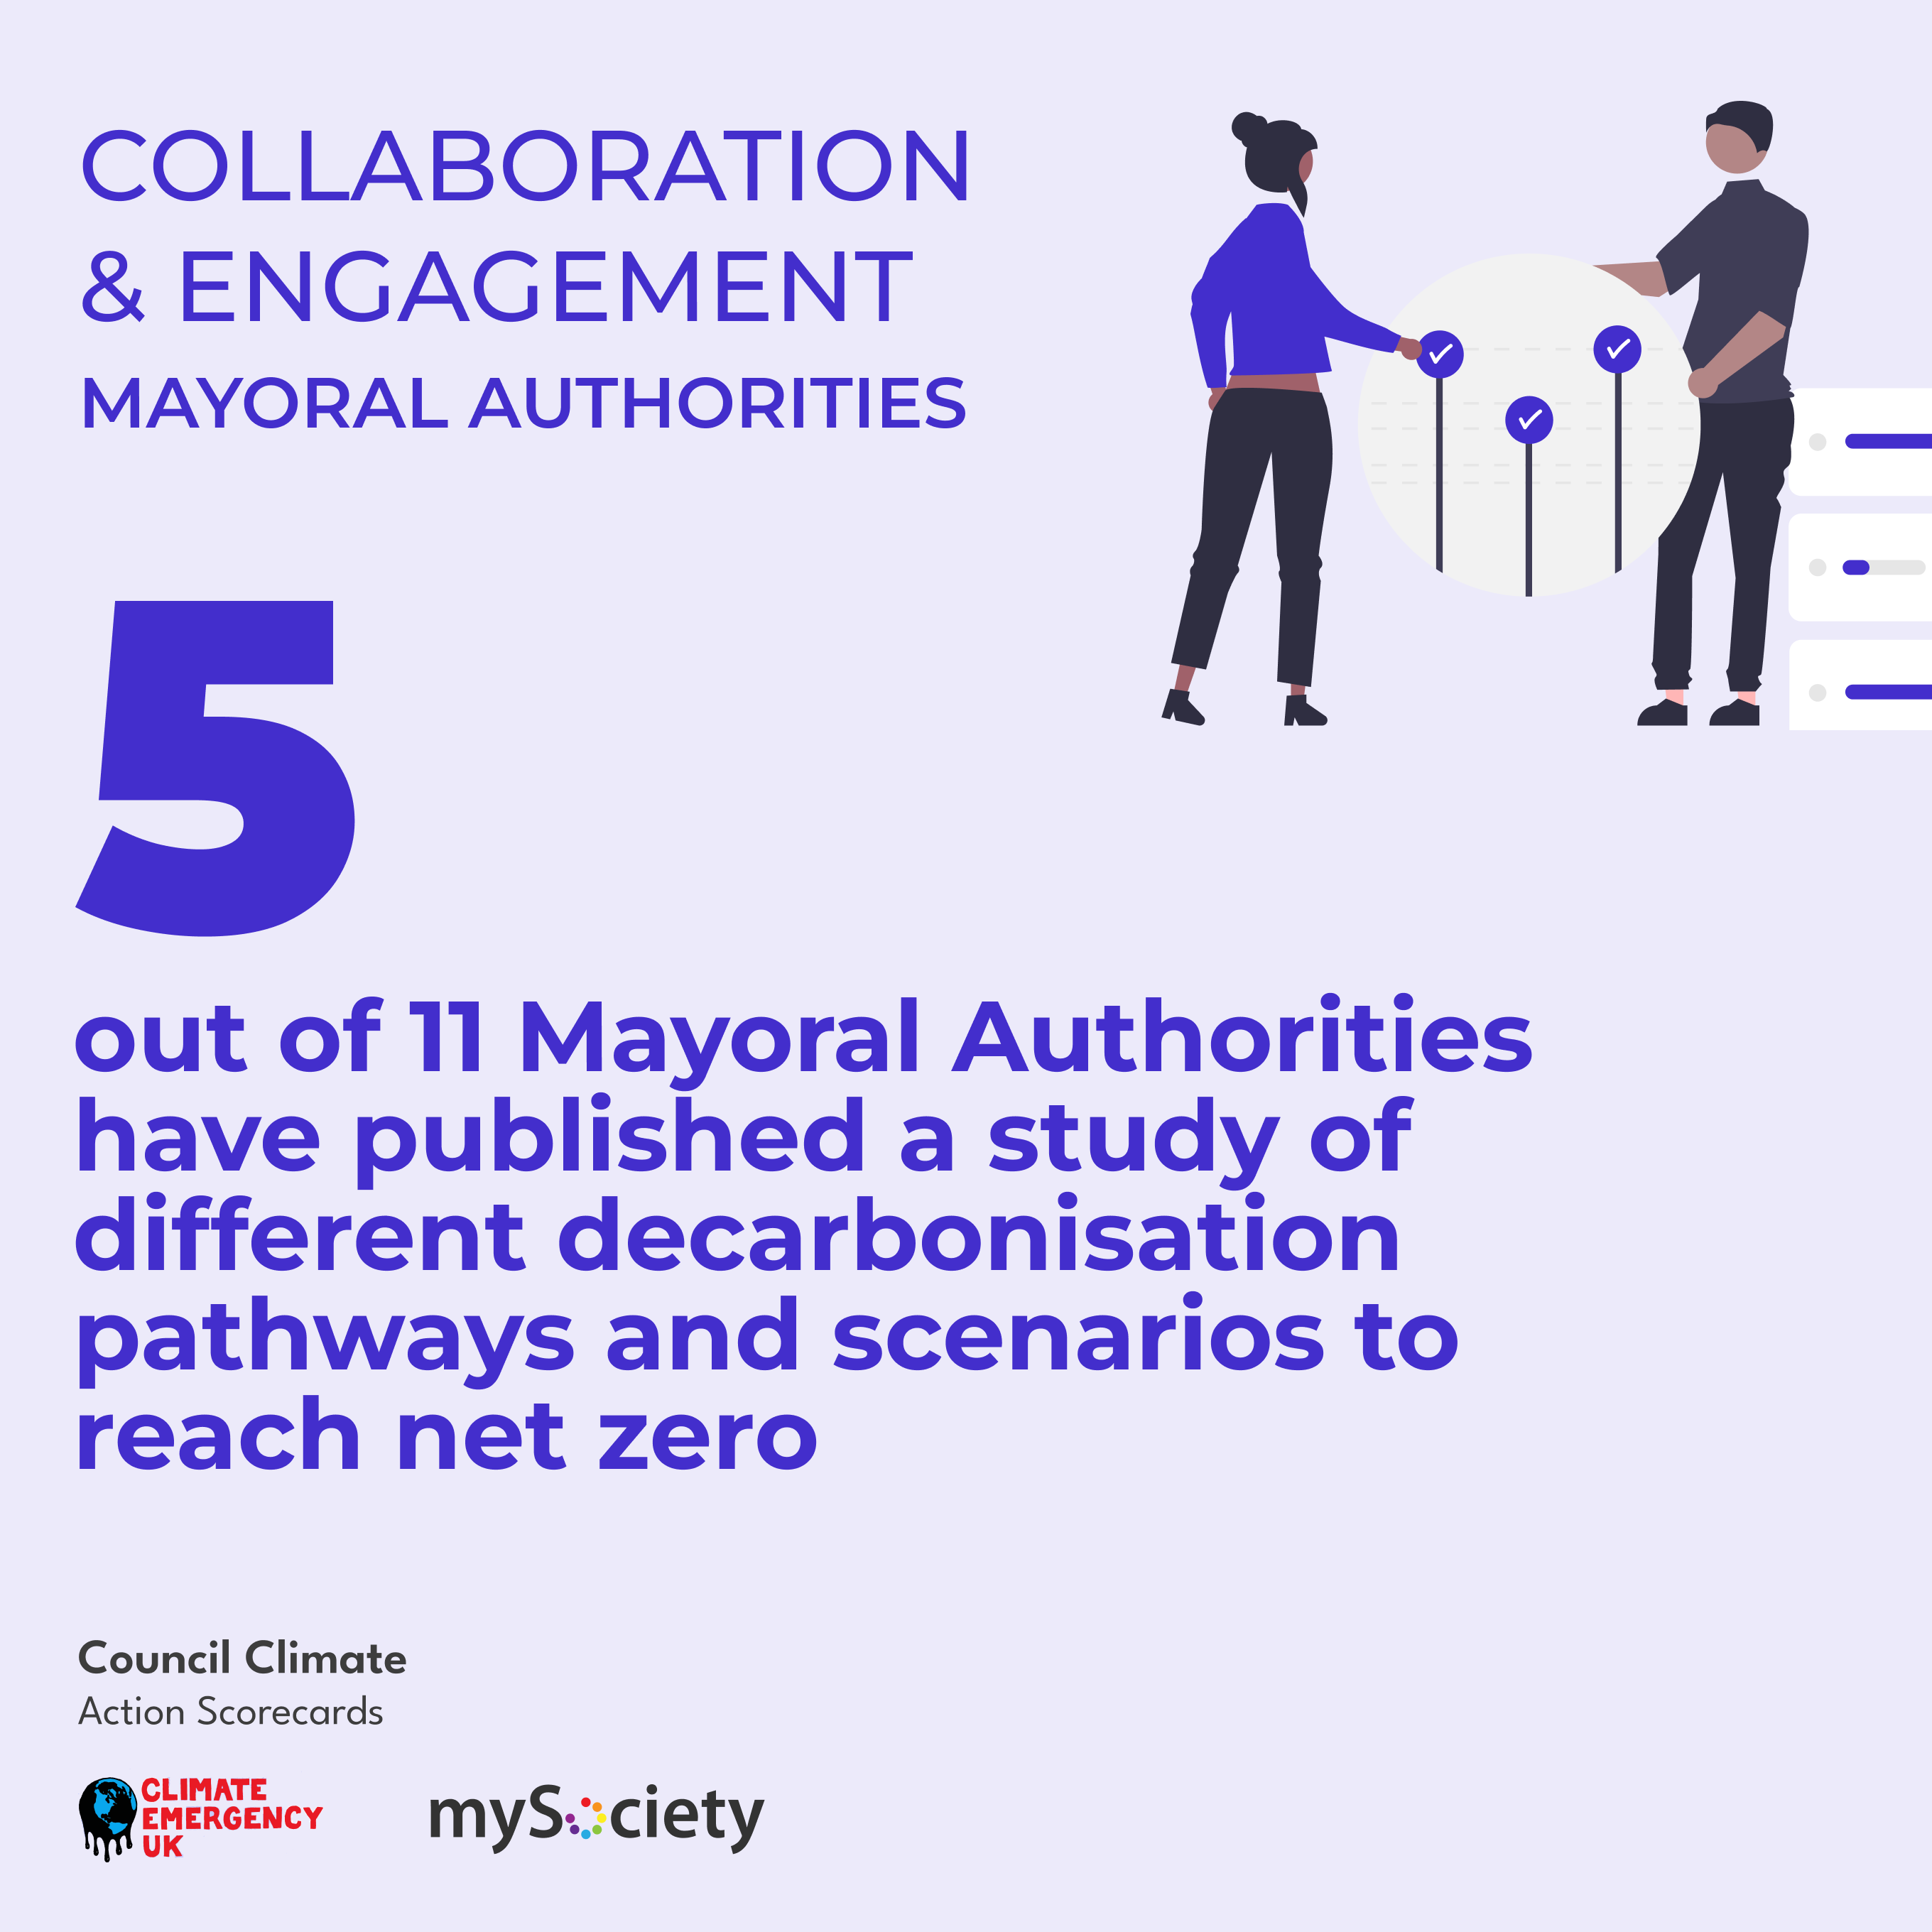 COLLABORATION
& ENGAGEMENT
MAYORAL AUTHORITIES
5
out of 11 Mayoral Authorities
have published a study of
different decarbonisation
pathways and scenarios to
reach net zero
Council Climate
Action Scorecards
CLIMATE
EMERGENCY
UK
mySociety